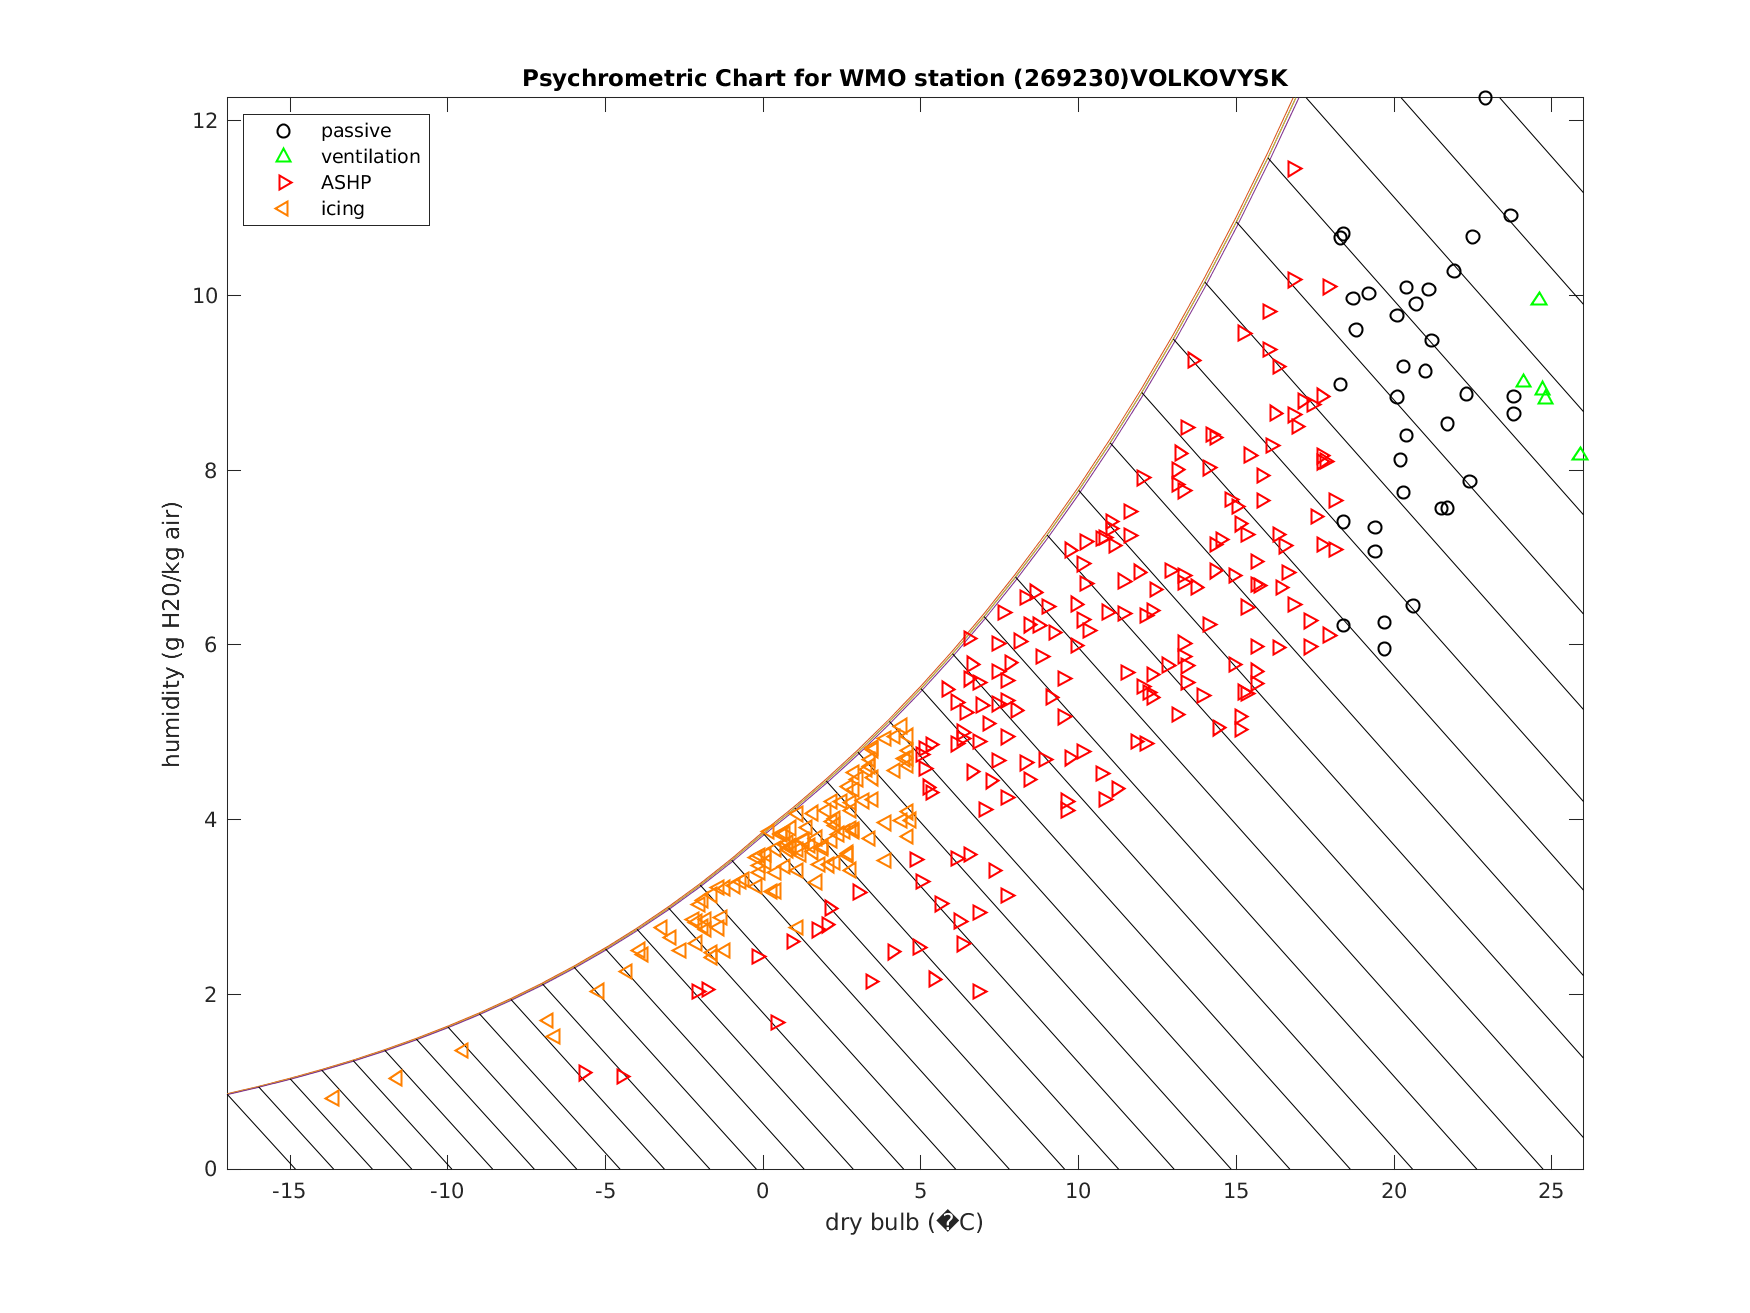 Psychrometric Chart for WMO station (269230)VOLKOVYSK
passive
ventilation
ASHP
icing
12
10
8
6
4
2
0
humidity (g H20/kg air)
-15 -10 -5 0 5 10 15 20 25
dry bulb (�C)